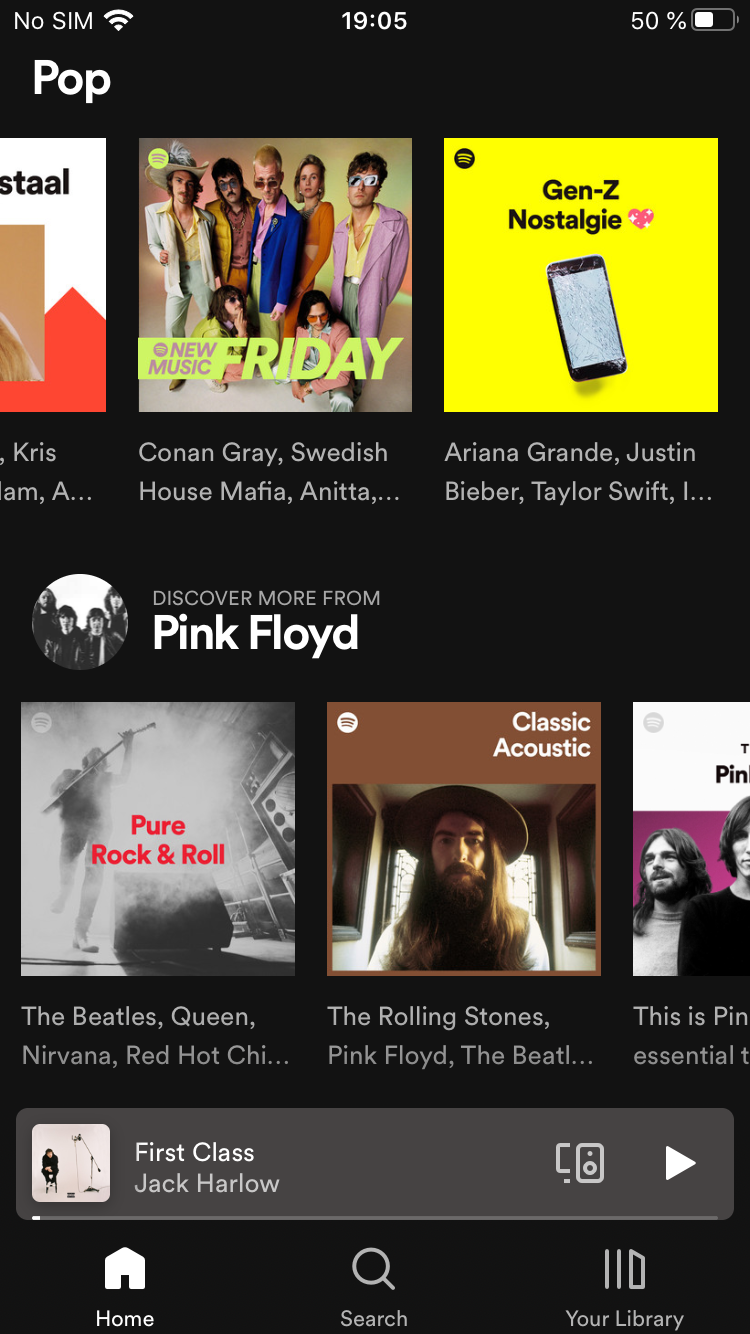 No SIM 19:05 50 %
Pop
staal
NEW
MUSIC
FRIDAY
Gen-Z
Nostalgie
, Kris
lam, A...
Conan Gray, Swedish
House Mafia, Anitta,...
Ariana Grande, Justin
Bieber, Taylor Swift, I...
DISCOVER MORE FROM
Pink Floyd
Pure
Rock & Roll
Classic
Acoustic
T
Pin
The Beatles, Queen,
Nirvana, Red Hot Chi...
The Rolling Stones,
Pink Floyd, The Beatl...
This is Pin
essential t
First Class
Jack Harlow
Home
Search
Your Library